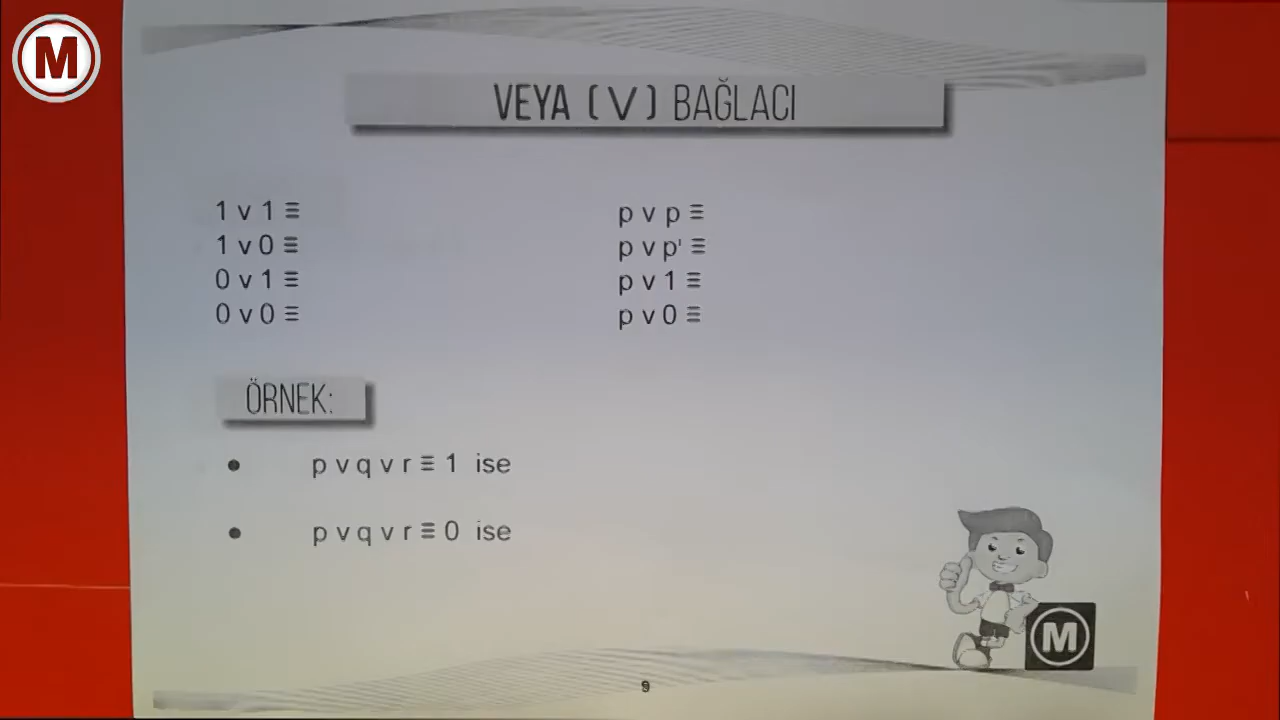 M
VEYA (V) BAĞLACI
1 v 1 ≡
1 v 0 ≡
0 v 1 ≡
0 v 0 ≡
p v p ≡
p v p' ≡
p v 1 ≡
p v 0 ≡
ÖRNEK:
• p v q v r ≡ 1 ise
• p v q v r ≡ 0 ise
M
9